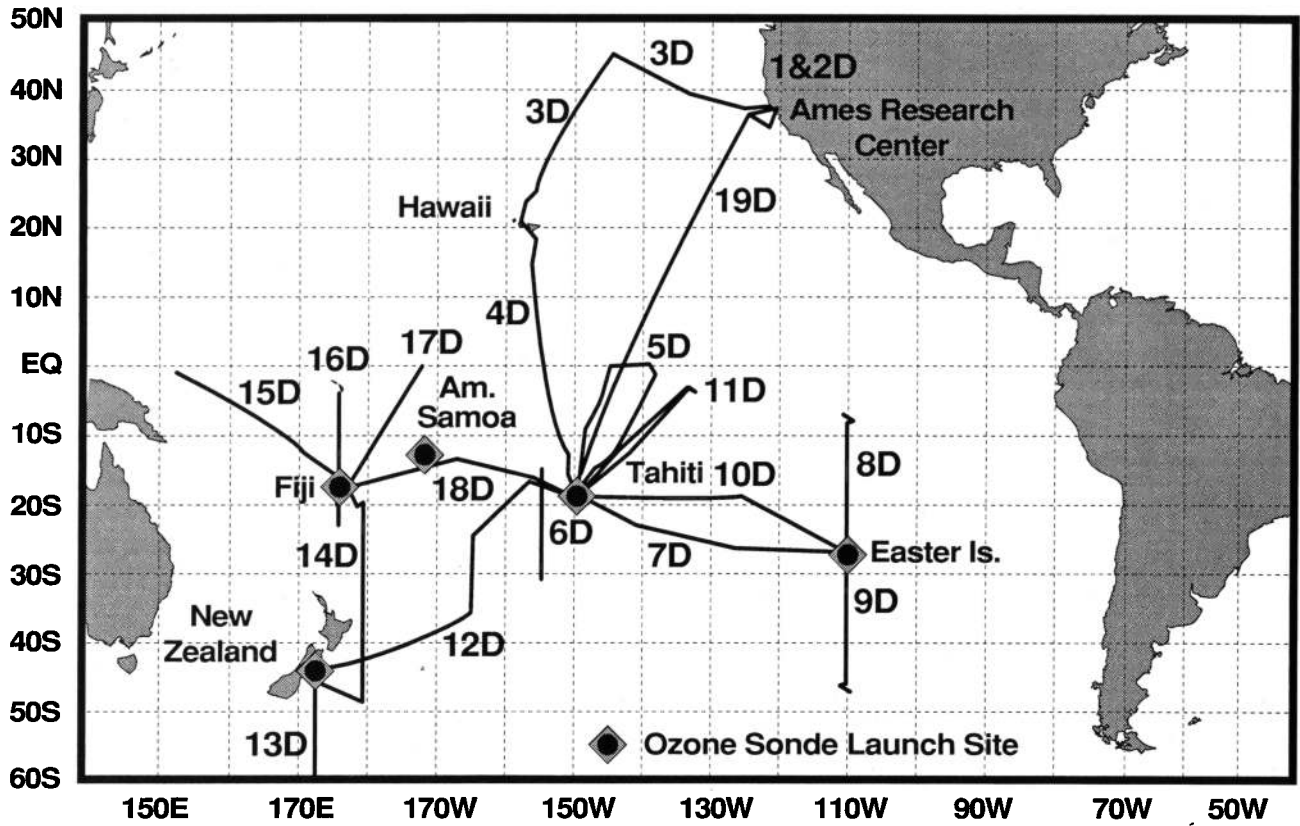 50N
40N
30N
20N
10N
EQ
10S
20S
30S
40S
50S
60S
150E
170E
170W
150W
130W
110W
90W
70W
50W
3D
1&2D
Ames Research
Center
3D
19D
Hawaii
4D
5D
17D
16D
15D
Am.
Samoa
11D
Tahiti
10D
8D
Fiji
18D
6D
7D
Easter Is.
14D
9D
New
Zealand
12D
13D
Ozone Sonde Launch Site